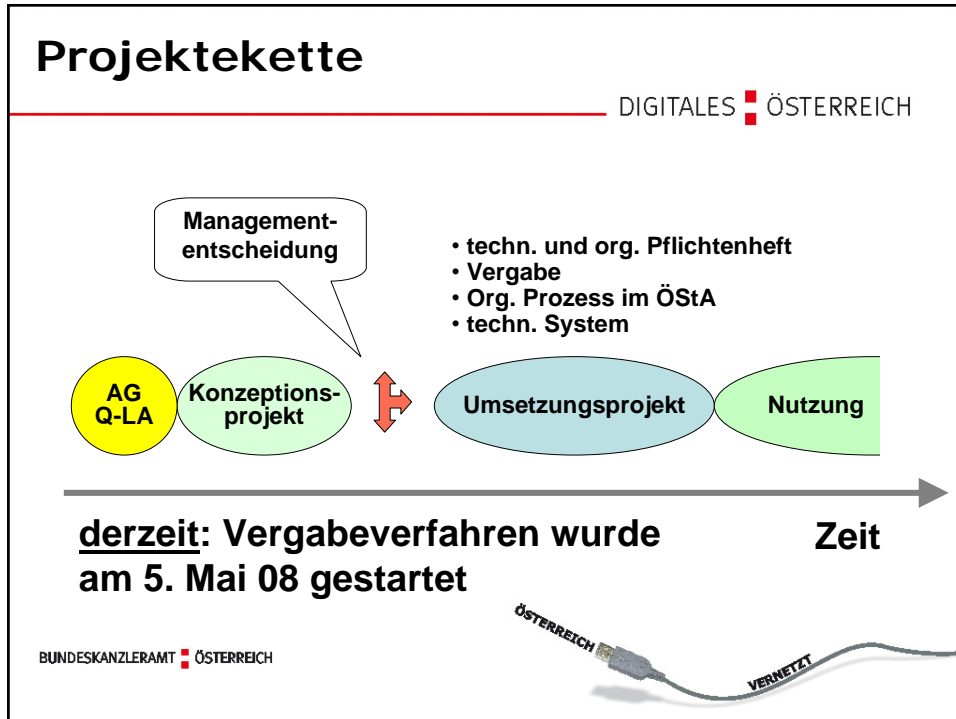 Projektekette
DIGITALES ÖSTERREICH
Management-
entscheidung
• techn. und org. Pflichtenheft
• Vergabe
• Org. Prozess im ÖStA
• techn. System
AG
Q-LA
Konzeptions-
projekt
Umsetzungsprojekt
Nutzung
derzeit: Vergabeverfahren wurde
am 5. Mai 08 gestartet
Zeit
BUNDESKANZLERAMT ÖSTERREICH
ÖSTERREICH
VERNETZT